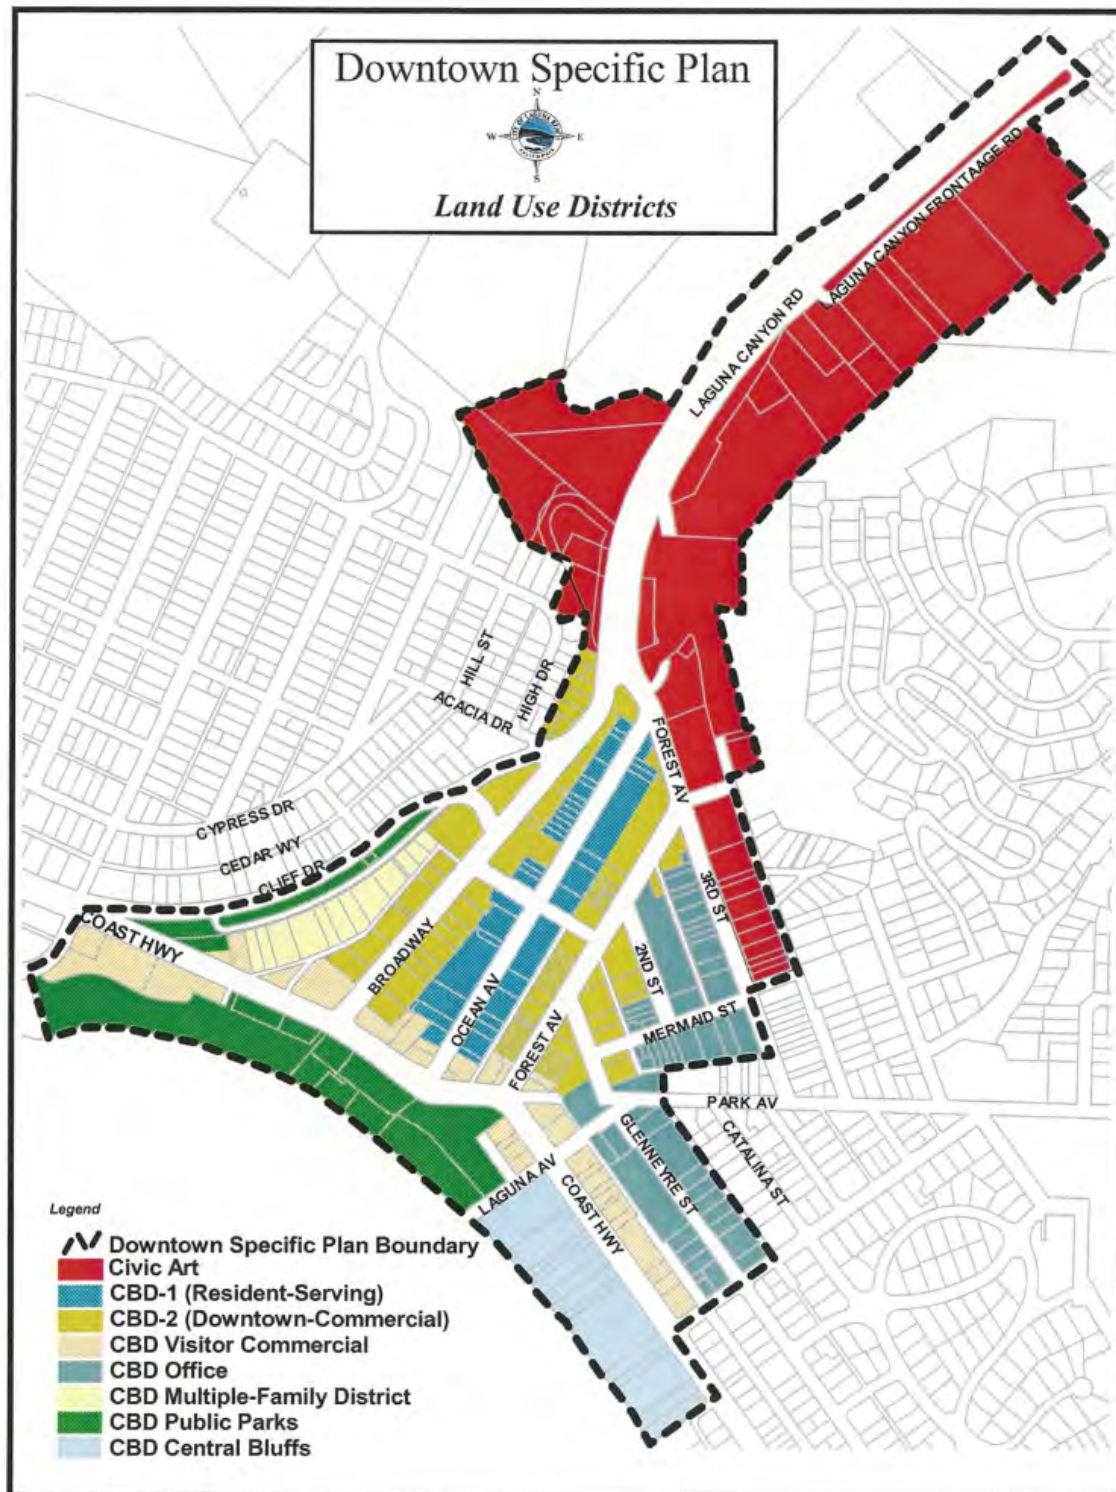 Downtown Specific Plan
N
W
E
S
Land Use Districts
LAGUNA CANYON FRONTAAGE RD
LAGUNA CANYON RD
HILL ST
HIGH DR
ACACIA DR
FOREST AV
CYPRESS DR
CEDAR WY
CLIFF DR
3RD ST
COAST HWY
BROADWAY
2ND ST
OCEAN AV
MERMAID ST
FOREST AV
PARK AV
GLENNEYRE ST
CATALINA ST
LAGUNA AV
COAST HWY
Legend
Downtown Specific Plan Boundary
Civic Art
CBD-1 (Resident-Serving)
CBD-2 (Downtown-Commercial)
CBD Visitor Commercial
CBD Office
CBD Multiple-Family District
CBD Public Parks
CBD Central Bluffs